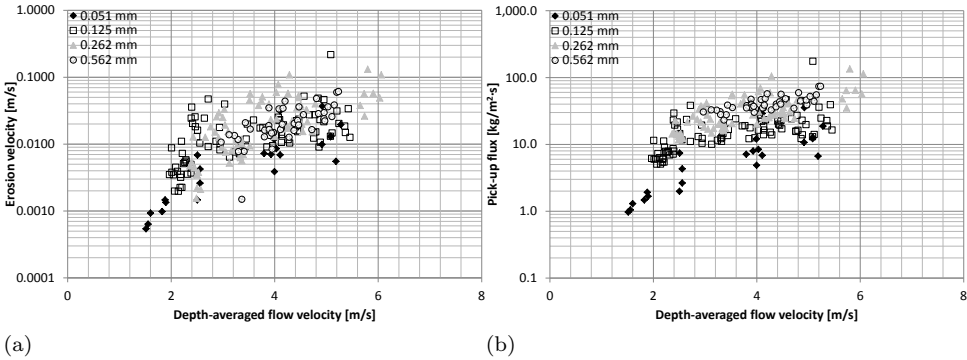 1.0000
0.1000
0.0100
0.0010
0.0001
Erosion velocity [m/s]
0.051 mm
0.125 mm
0.262 mm
0.562 mm
0 2 4 6 8
Depth-averaged flow velocity [m/s]
(a)
1,000.0
100.0
10.0
1.0
0.1
Pick-up flux [kg/m²·s]
0.051 mm
0.125 mm
0.262 mm
0.562 mm
0 2 4 6 8
Depth-averaged flow velocity [m/s]
(b)